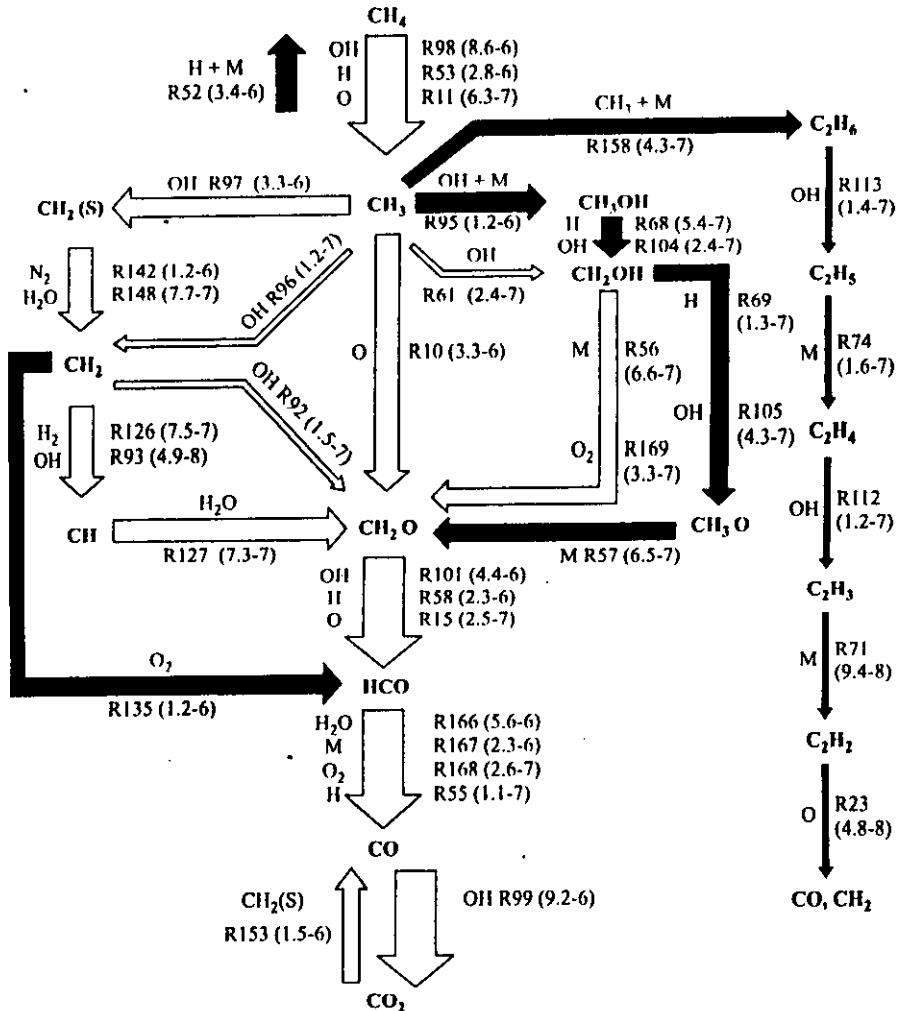 CH₄
OH R98 (8.6-6)
H R53 (2.8-6)
O R11 (6.3-7)
H + M
R52 (3.4-6)
CH₃ + M
R158 (4.3-7)
C₂H₆
OH R97 (3.3-6)
CH₂ (S)
CH₃
OH + M
R95 (1.2-6)
CH₃OH
H R68 (5.4-7)
OH R104 (2.4-7)
OH R113
(1.4-7)
N₂ R142 (1.2-6)
H₂O R148 (7.7-7)
OH R96 (1.2-7)
OH
R61 (2.4-7)
CH₂OH
C₂H₅
H R69
(1.3-7)
O R10 (3.3-6)
M R56
(6.6-7)
M R74
(1.6-7)
CH₂
OH R92 (1.5-7)
OH R105
(4.3-7)
C₂H₄
H₂ R126 (7.5-7)
OH R93 (4.9-8)
O₂ R169
(3.3-7)
OH R112
(1.2-7)
CH
H₂O
R127 (7.3-7)
CH₂O
M R57 (6.5-7)
CH₃O
OH R101 (4.4-6)
H R58 (2.3-6)
O R15 (2.5-7)
C₂H₃
M R71
(9.4-8)
O₂
R135 (1.2-6)
HCO
H₂O R166 (5.6-6)
M R167 (2.3-6)
O₂ R168 (2.6-7)
H R55 (1.1-7)
C₂H₂
O R23
(4.8-8)
CO
CH₂(S)
R153 (1.5-6)
OH R99 (9.2-6)
CO, CH₂
CO₂